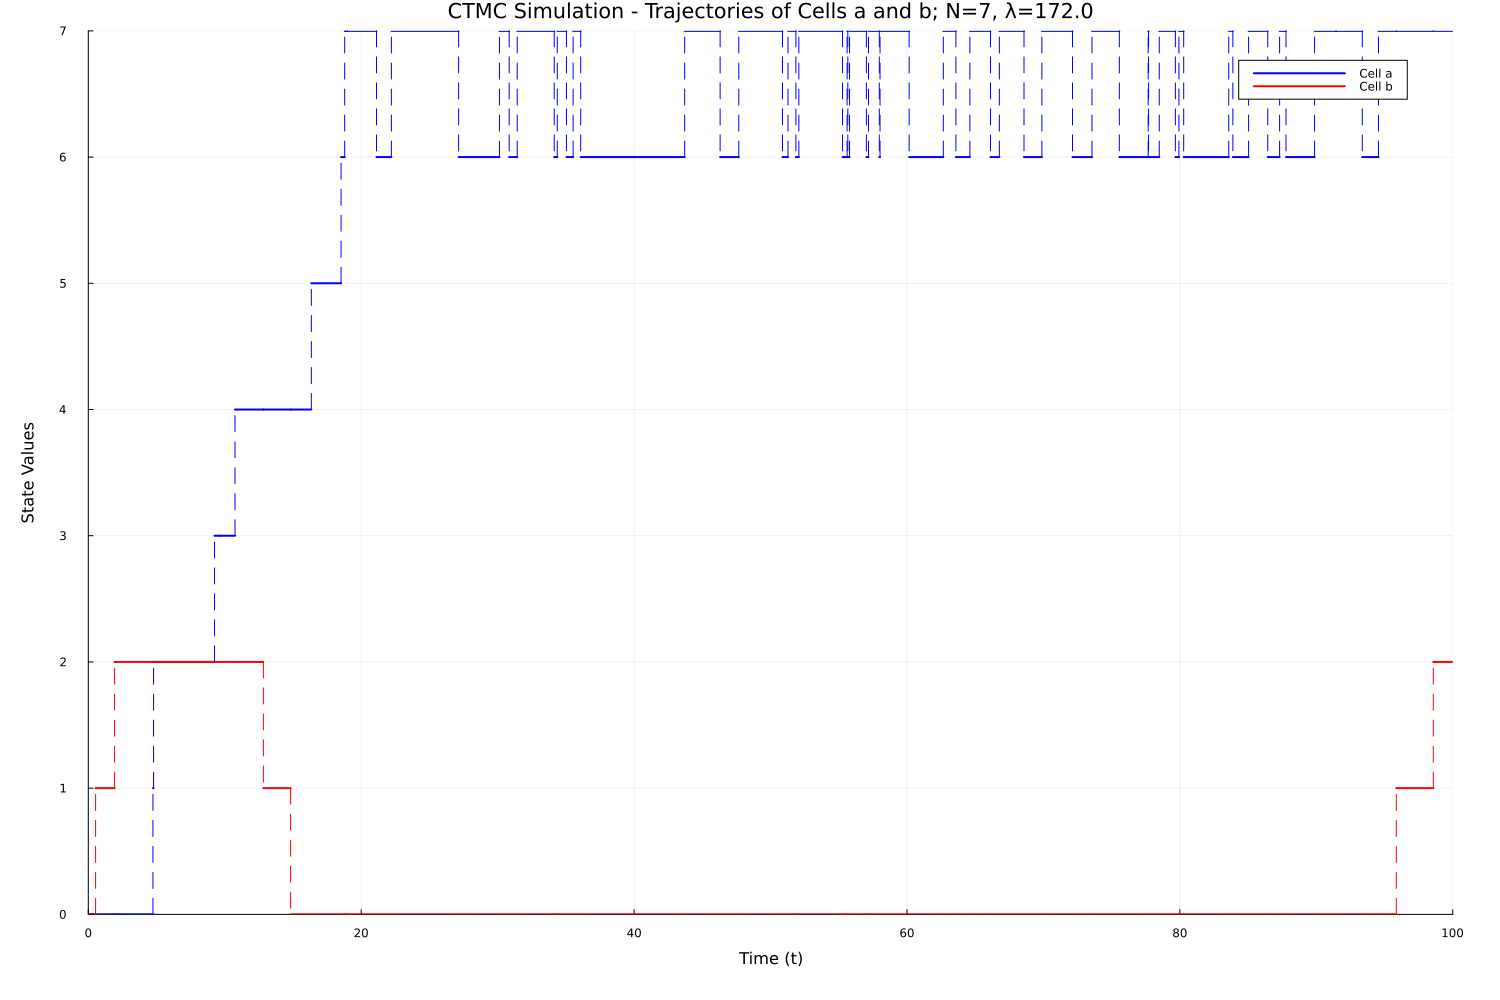 CTMC Simulation - Trajectories of Cells a and b; N=7, λ=172.0
7
Cell a
Cell b
6
5
4
State Values
3
2
1
0
0 20 40 60 80 100
Time (t)